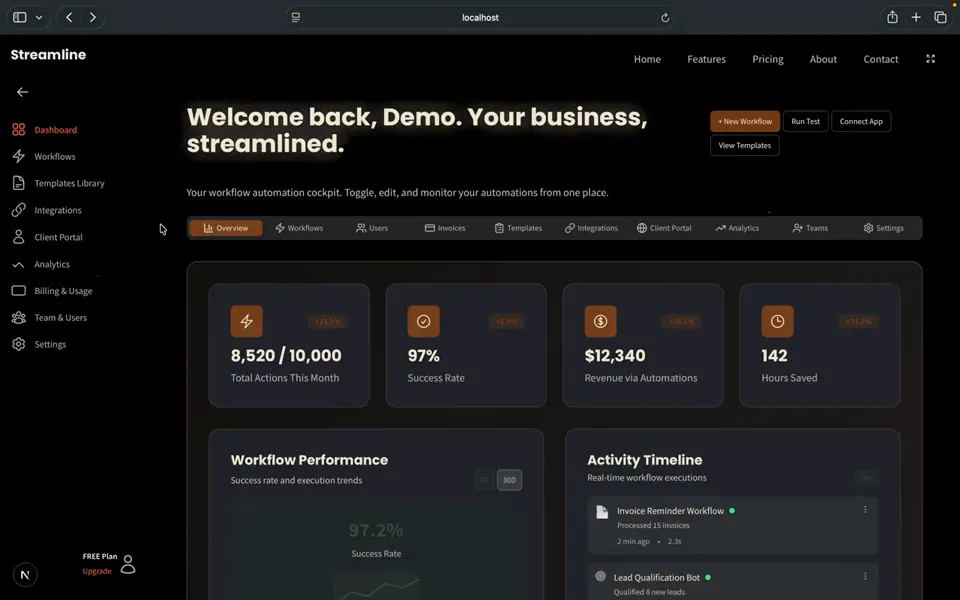 localhost
Streamline
Home
Features
Pricing
About
Contact
Dashboard
Workflows
Templates Library
Integrations
Client Portal
Analytics
Billing & Usage
Team & Users
Settings
FREE Plan
Upgrade
N
Welcome back, Demo. Your business,
streamlined.
+ New Workflow
Run Test
Connect App
View Templates
Your workflow automation cockpit. Toggle, edit, and monitor your automations from one place.
Overview
Workflows
Users
Invoices
Templates
Integrations
Client Portal
Analytics
Teams
Settings
8,520 / 10,000
Total Actions This Month
97%
Success Rate
$12,340
Revenue via Automations
142
Hours Saved
Workflow Performance
Success rate and execution trends
30D
97.2%
Success Rate
Activity Timeline
Real-time workflow executions
Invoice Reminder Workflow
Processed 15 invoices
2 min ago • 2.3s
Lead Qualification Bot
Qualified 8 new leads